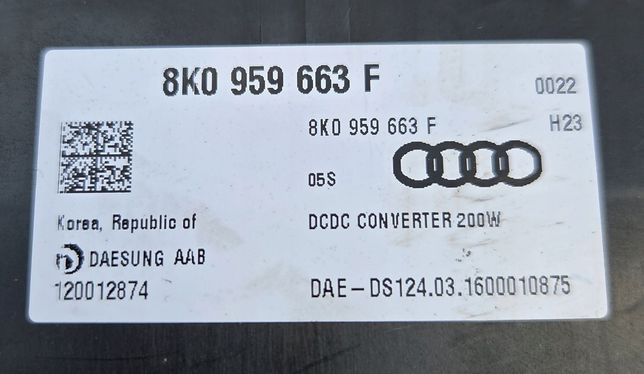 8K0 959 663 F
0022
8K0 959 663 F
H23
05S
Korea, Republic of
DCDC CONVERTER 200W
DAESUNG AAB
120012874
DAE-DS124.03.1600010875